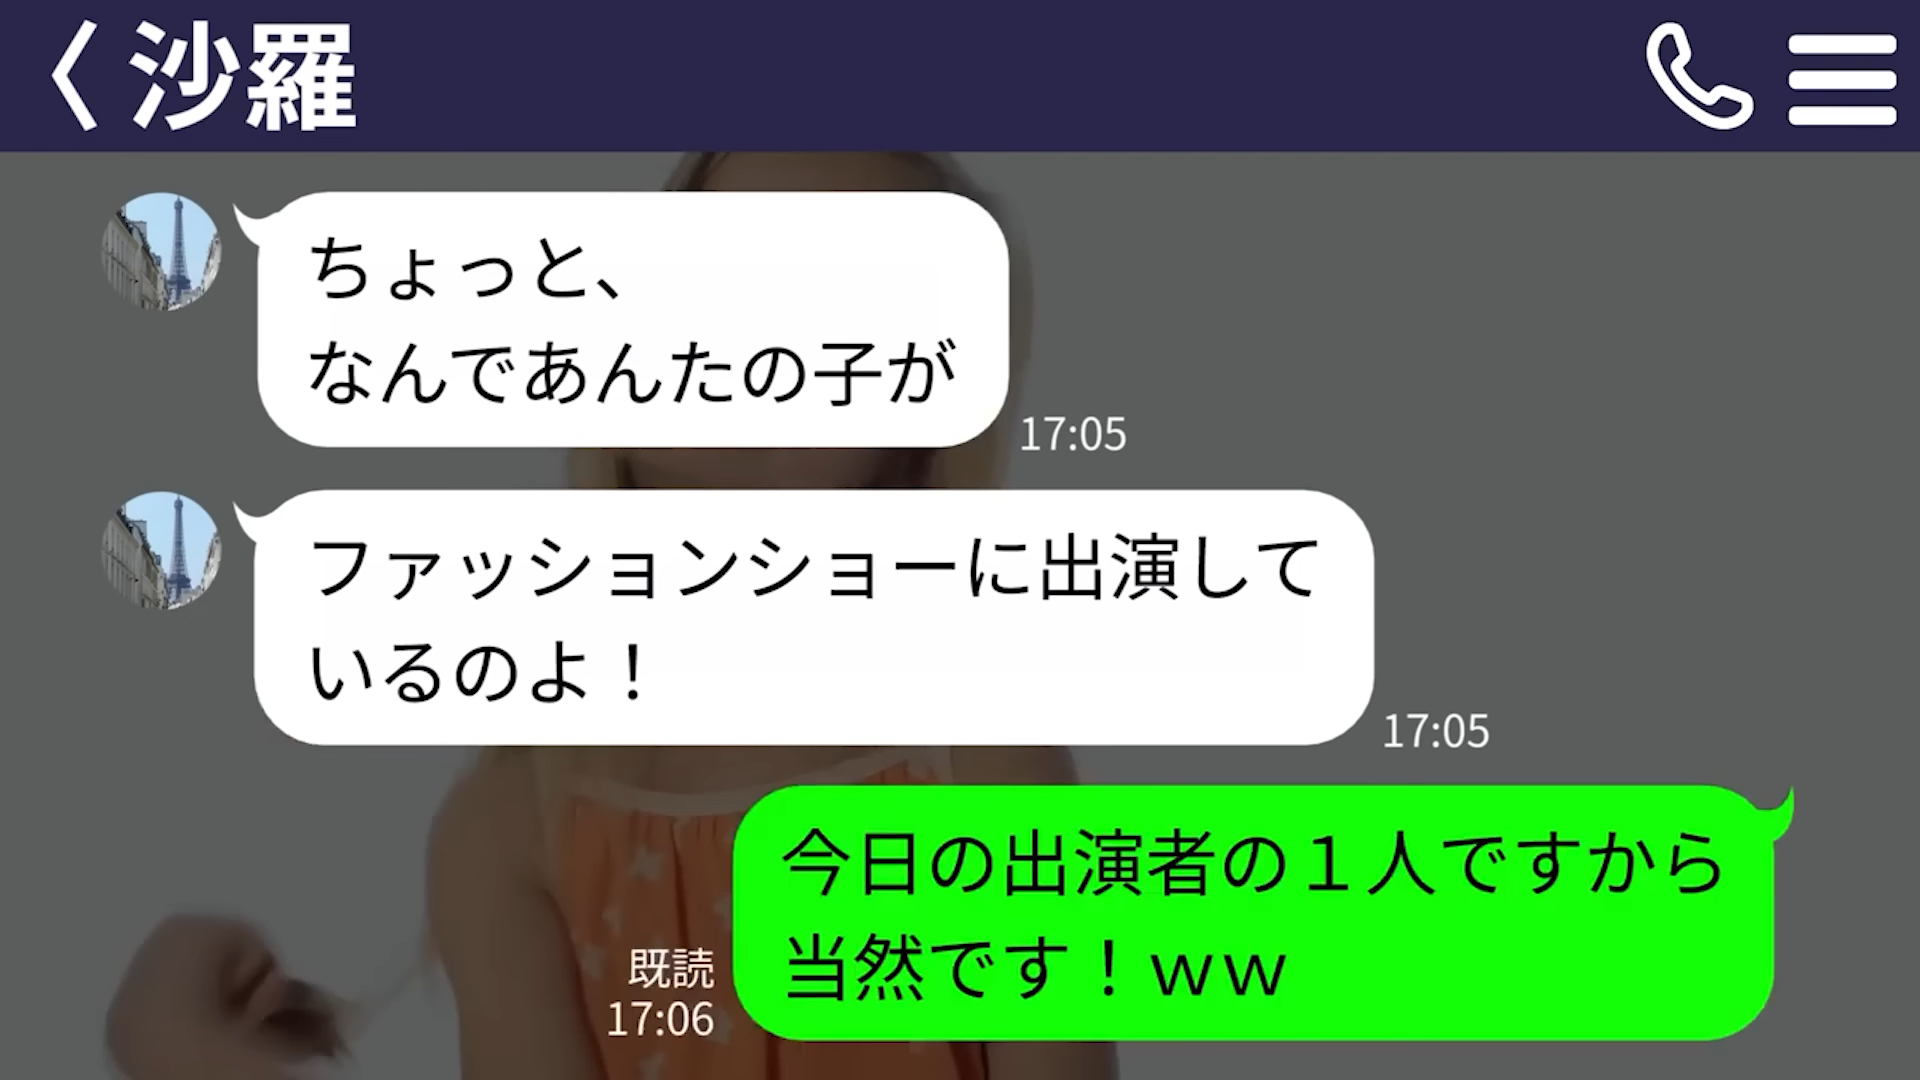 沙羅
ちょっと、
なんであんたの子が
17:05
ファッションショーに出演して
いるのよ！
17:05
今日の出演者の１人ですから
当然です！ｗｗ
既読
17:06